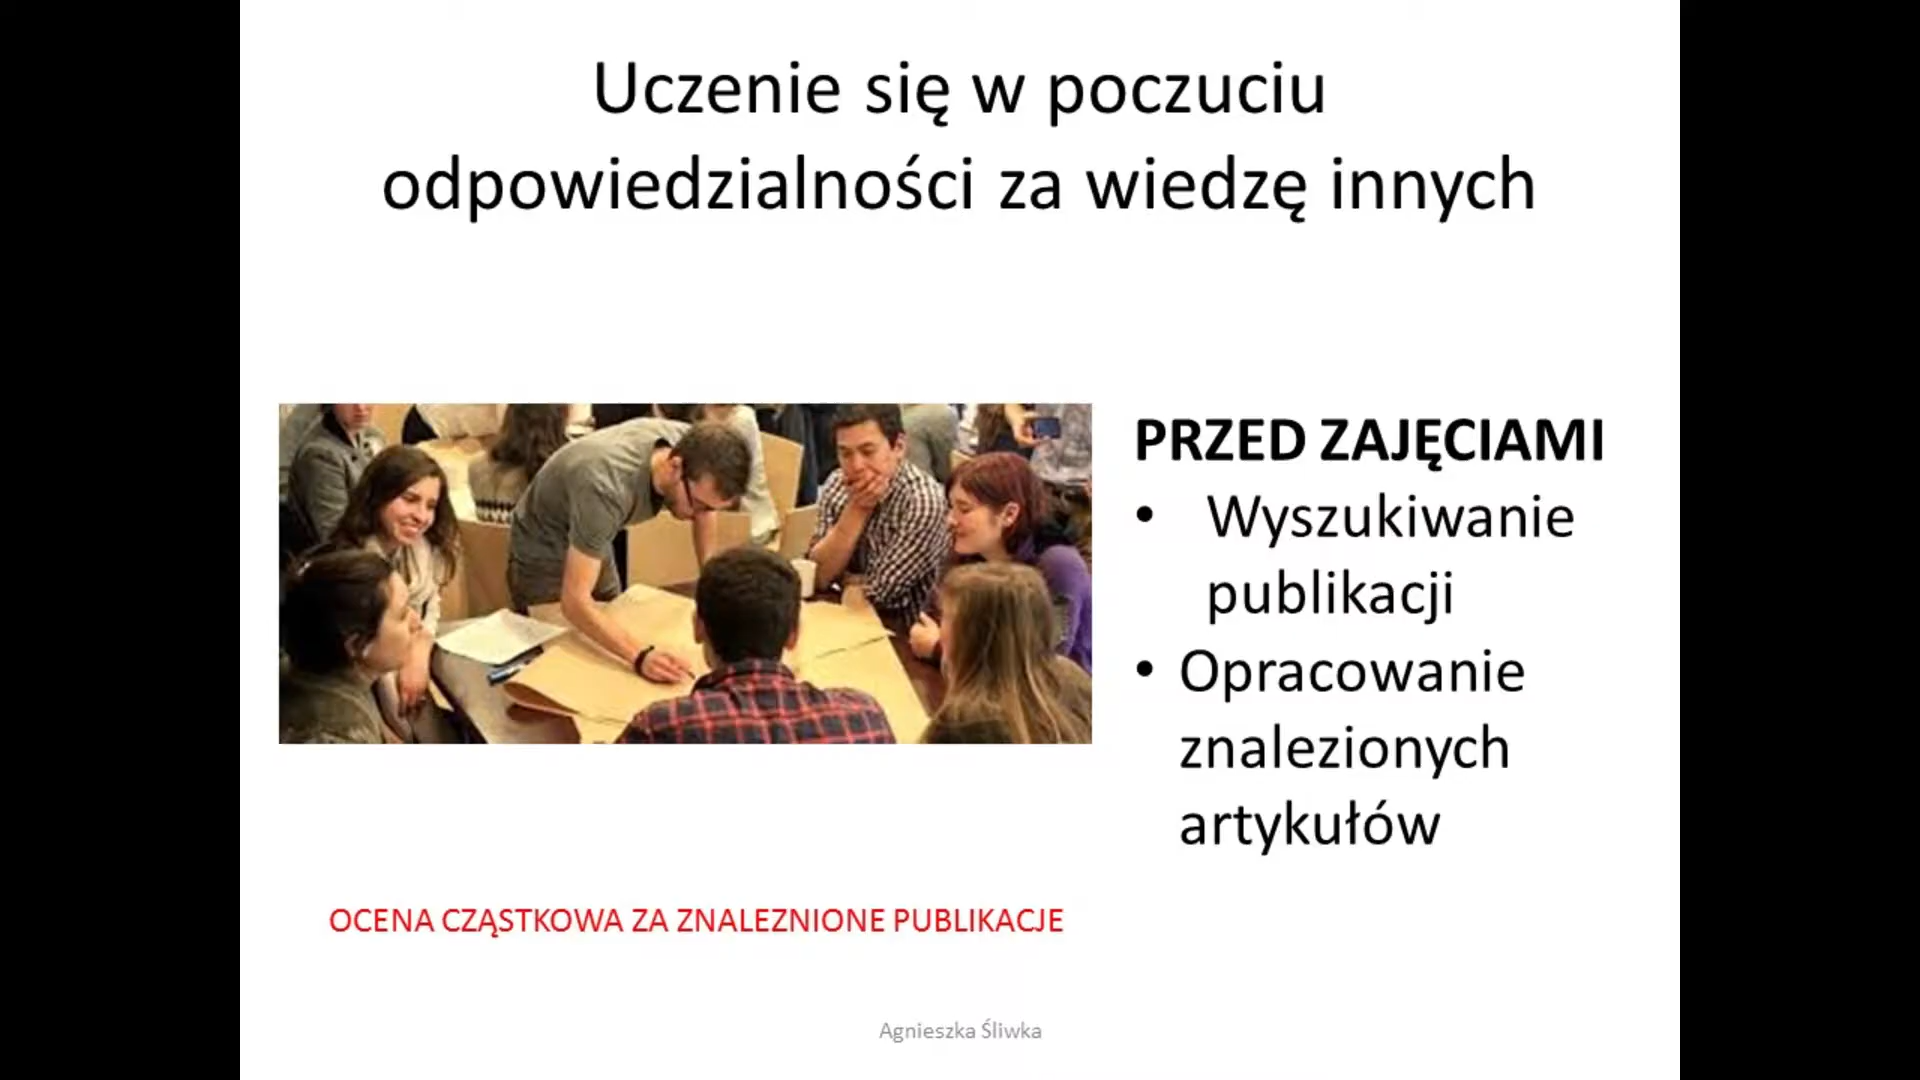 Uczenie się w poczuciu
odpowiedzialności za wiedzę innych
PRZED ZAJĘCIAMI
• Wyszukiwanie
publikacji
• Opracowanie
znalezionych
artykułów
OCENA CZĄSTKOWA ZA ZNALEZNIONE PUBLIKACJE
Agnieszka Śliwka